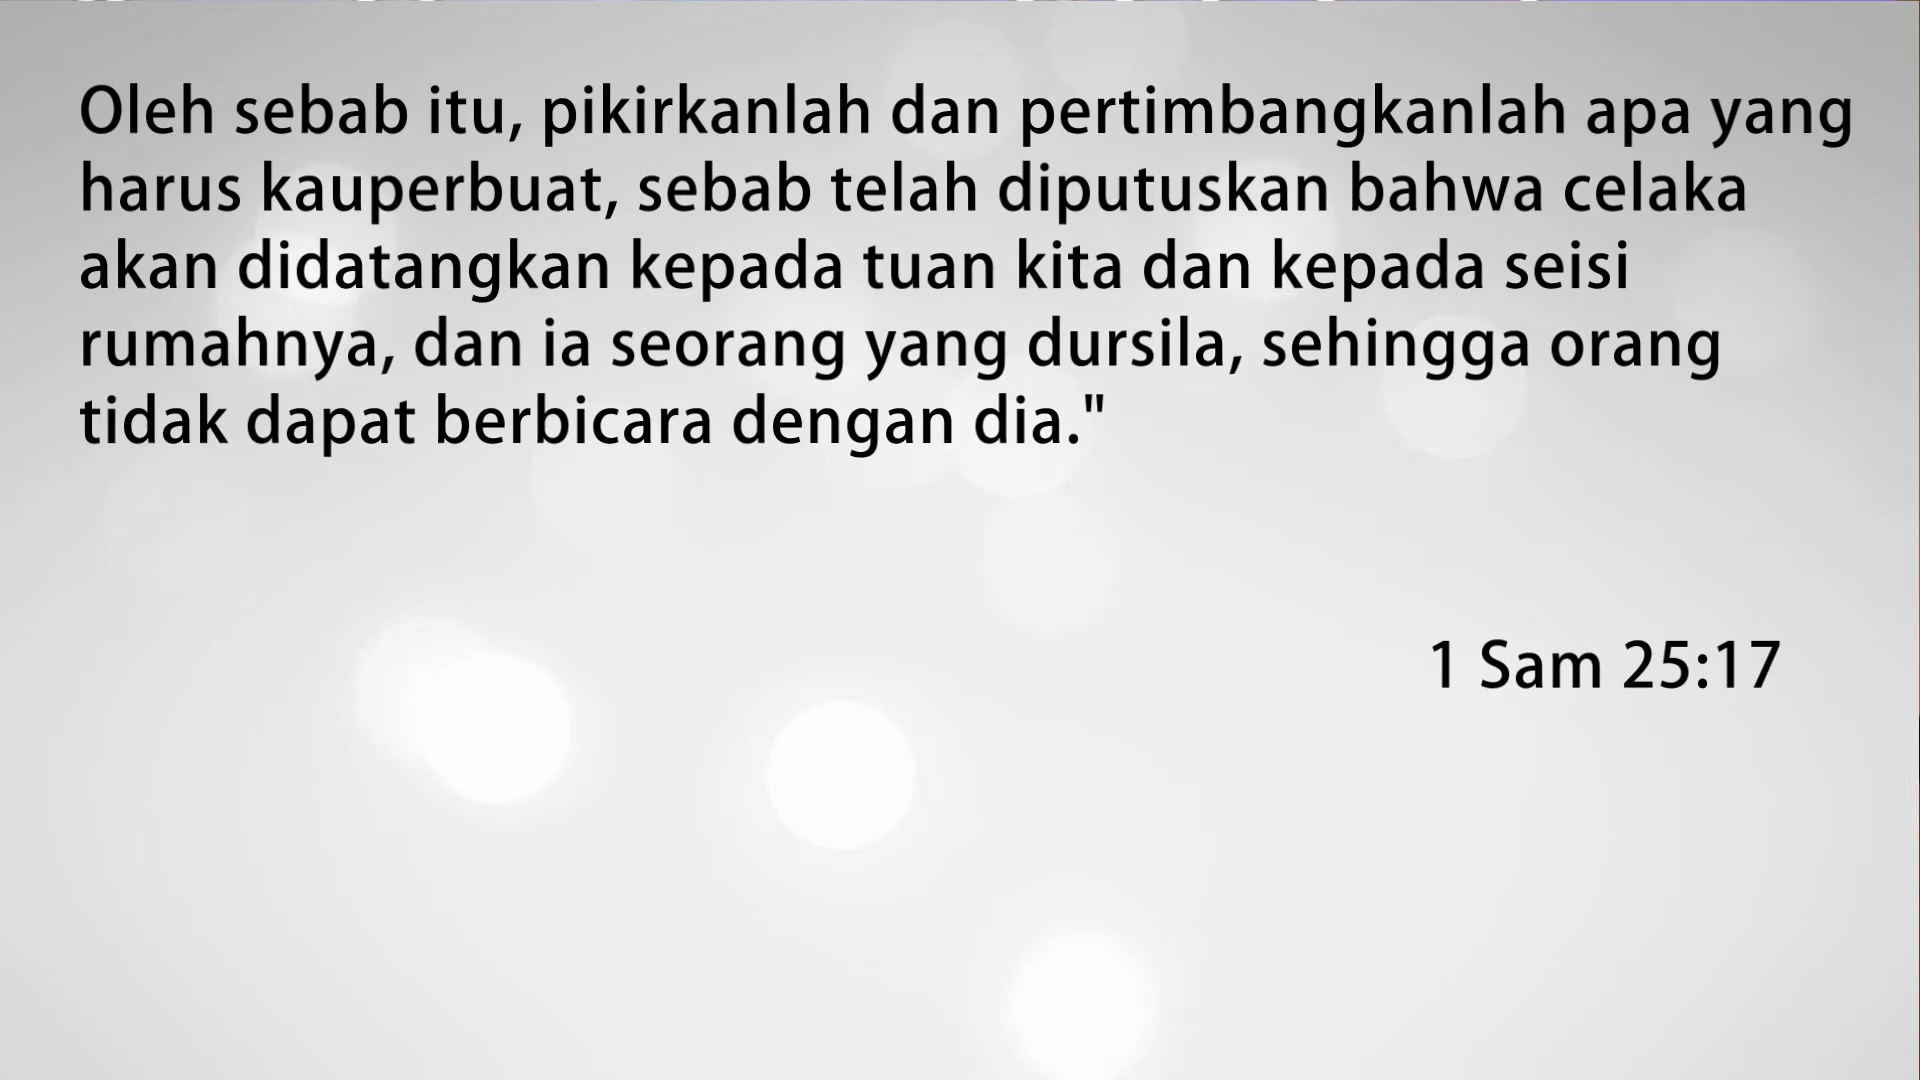 Oleh sebab itu, pikirkanlah dan pertimbangkanlah apa yang
harus kauperbuat, sebab telah diputuskan bahwa celaka
akan didatangkan kepada tuan kita dan kepada seisi
rumahnya, dan ia seorang yang dursila, sehingga orang
tidak dapat berbicara dengan dia."
1 Sam 25:17